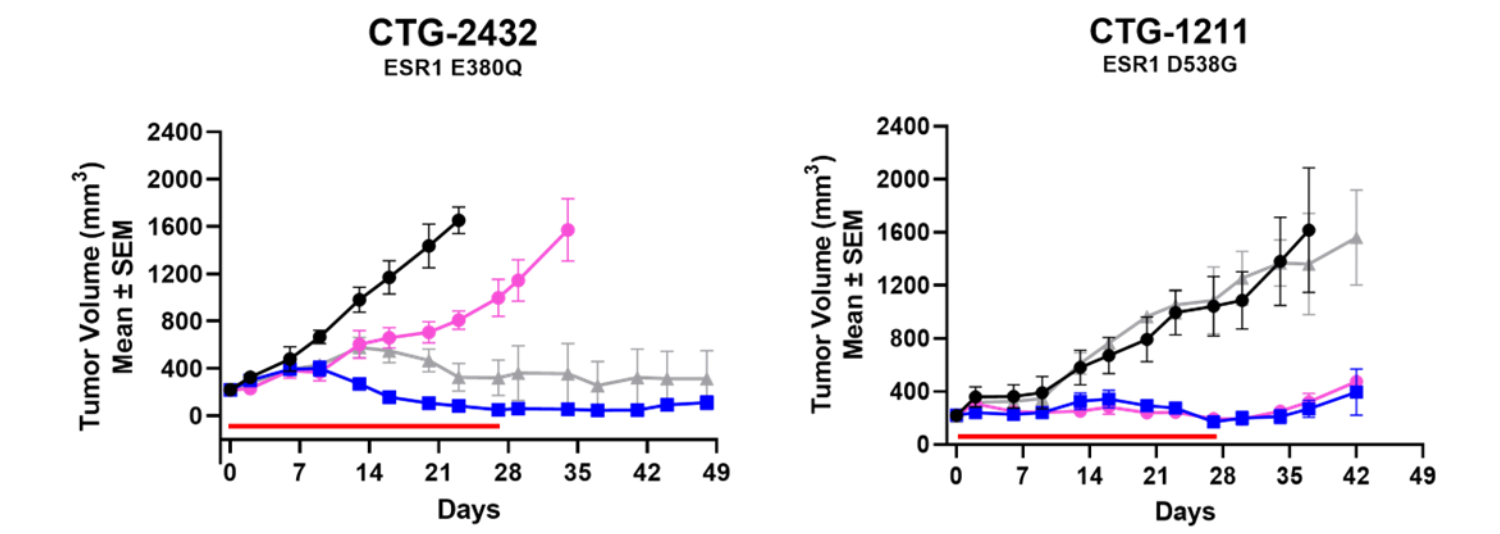 CTG-2432
ESR1 E380Q
Tumor Volume (mm³)
Mean ± SEM
2400
2000
1600
1200
800
400
0
0 7 14 21 28 35 42 49
Days
CTG-1211
ESR1 D538G
Tumor Volume (mm³)
Mean ± SEM
2400
2000
1600
1200
800
400
0
0 7 14 21 28 35 42 49
Days